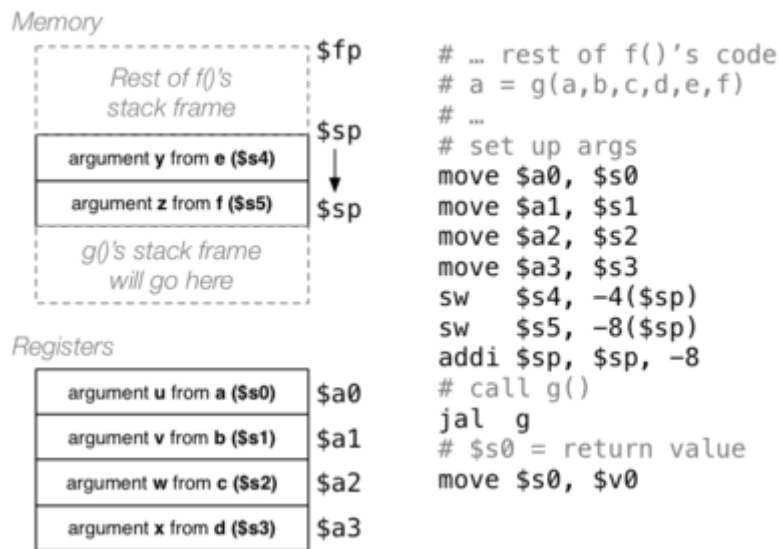 Memory
$fp
Rest of f()'s
stack frame
$sp
argument y from e ($s4)
argument z from f ($s5)
$sp
g()'s stack frame
will go here
Registers
argument u from a ($s0)
$a0
argument v from b ($s1)
$a1
argument w from c ($s2)
$a2
argument x from d ($s3)
$a3
# … rest of f()'s code
# a = g(a,b,c,d,e,f)
# …
# set up args
move $a0, $s0
move $a1, $s1
move $a2, $s2
move $a3, $s3
sw   $s4, -4($sp)
sw   $s5, -8($sp)
addi $sp, $sp, -8
# call g()
jal  g
# $s0 = return value
move $s0, $v0